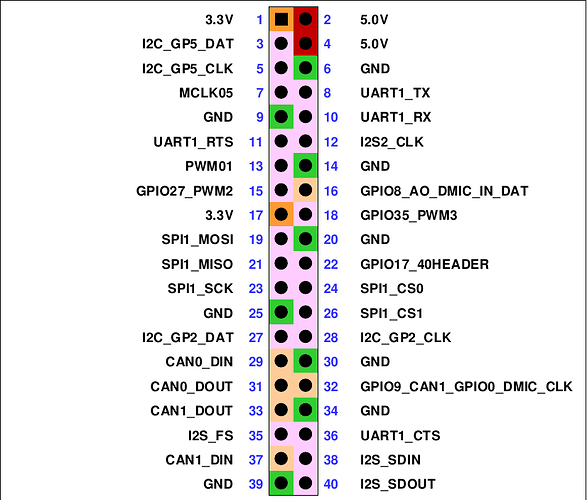 3.3V 1 2 5.0V
I2C_GP5_DAT 3 4 5.0V
I2C_GP5_CLK 5 6 GND
MCLK05 7 8 UART1_TX
GND 9 10 UART1_RX
UART1_RTS 11 12 I2S2_CLK
PWM01 13 14 GND
GPIO27_PWM2 15 16 GPIO8_AO_DMIC_IN_DAT
3.3V 17 18 GPIO35_PWM3
SPI1_MOSI 19 20 GND
SPI1_MISO 21 22 GPIO17_40HEADER
SPI1_SCK 23 24 SPI1_CS0
GND 25 26 SPI1_CS1
I2C_GP2_DAT 27 28 I2C_GP2_CLK
CAN0_DIN 29 30 GND
CAN0_DOUT 31 32 GPIO9_CAN1_GPIO0_DMIC_CLK
CAN1_DOUT 33 34 GND
I2S_FS 35 36 UART1_CTS
CAN1_DIN 37 38 I2S_SDIN
GND 39 40 I2S_SDOUT